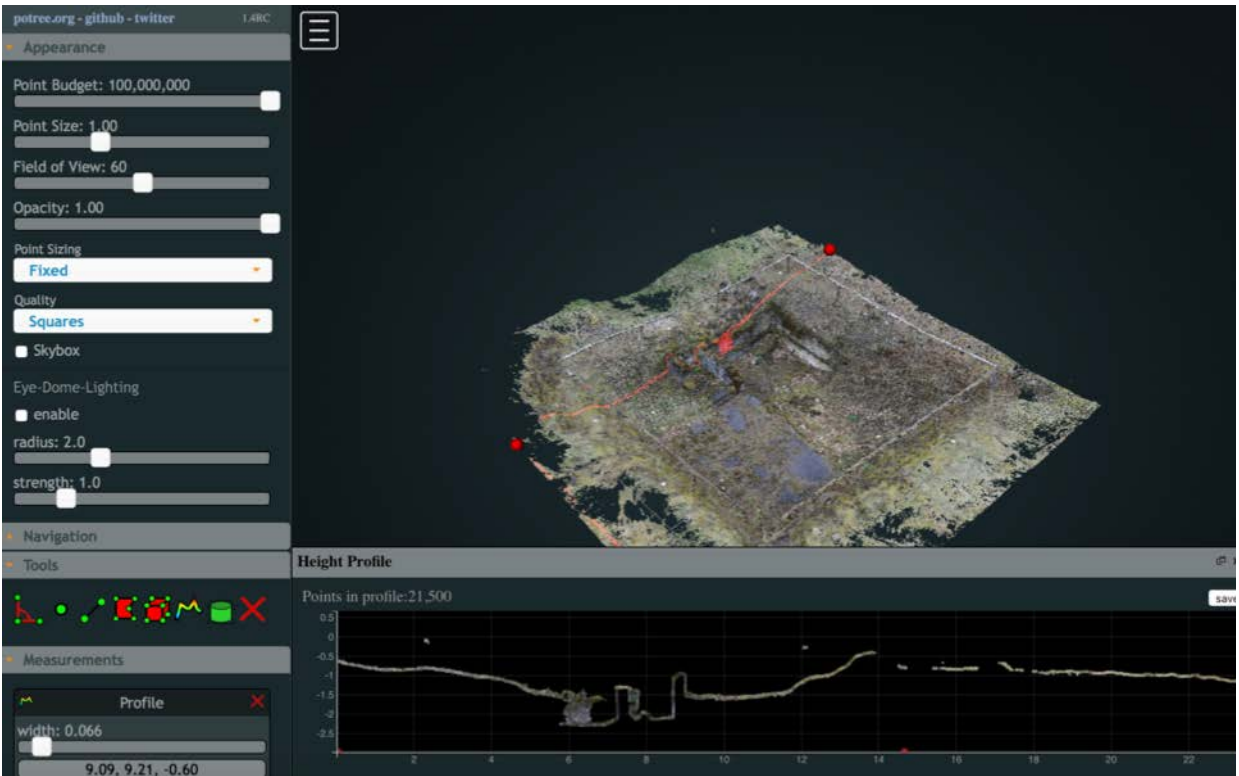 potree.org - github - twitter 1.4RC
Appearance
Point Budget: 100,000,000
Point Size: 1.00
Field of View: 60
Opacity: 1.00
Point Sizing
Fixed
Quality
Squares
Skybox
Eye-Dome-Lighting
enable
radius: 2.0
strength: 1.0
Navigation
Tools
Measurements
Profile
width: 0.066
9.09, 9.21, -0.60
Height Profile
Points in profile:21,500
save
0.5
0
-0.5
-1
-1.5
-2
-2.5
2 4 6 8 10 12 14 16 18 20 22